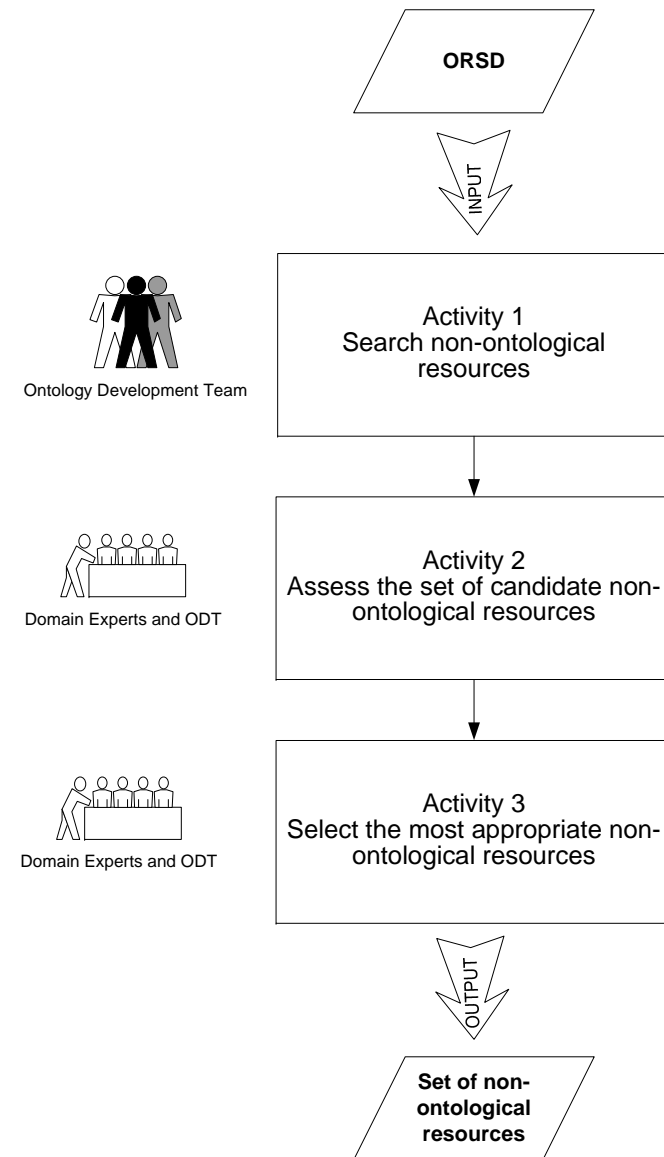 ORSD
INPUT
Activity 1
Search non-ontological
resources
Ontology Development Team
Activity 2
Assess the set of candidate non-
ontological resources
Domain Experts and ODT
Activity 3
Select the most appropriate non-
ontological resources
Domain Experts and ODT
OUTPUT
Set of non-
ontological
resources